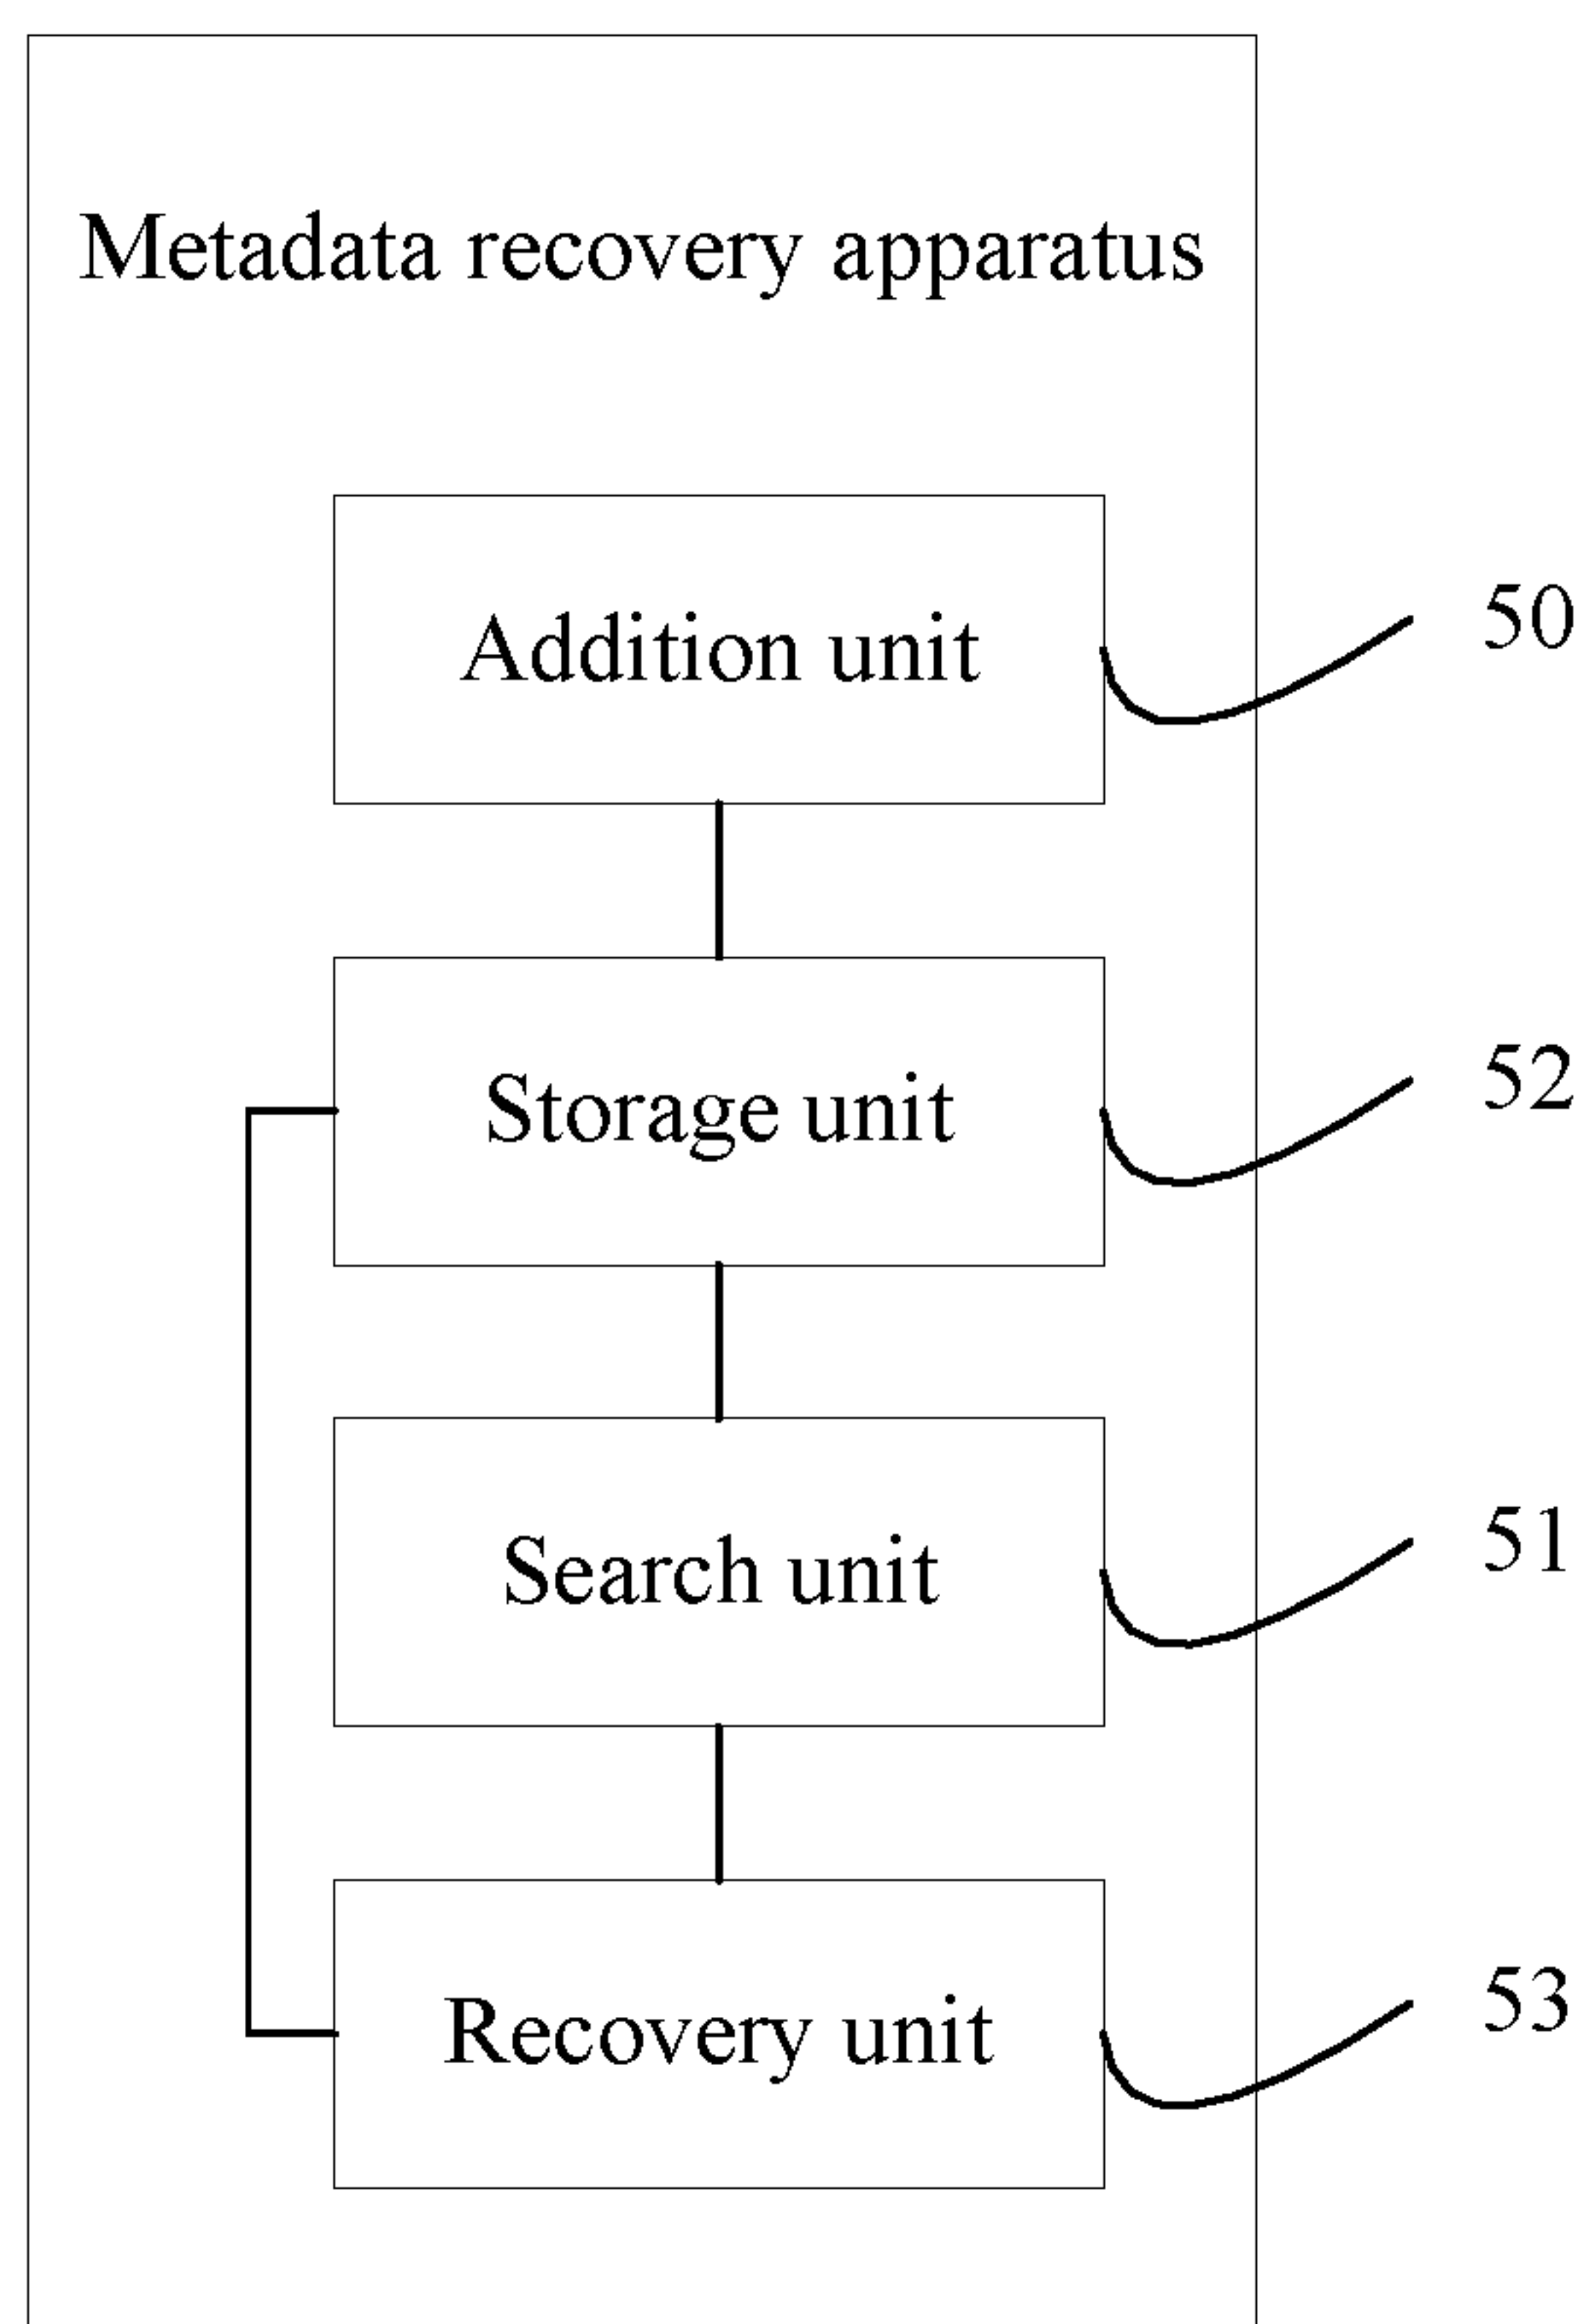 Metadata recovery apparatus
Addition unit
50
Storage unit
52
Search unit
51
Recovery unit
53